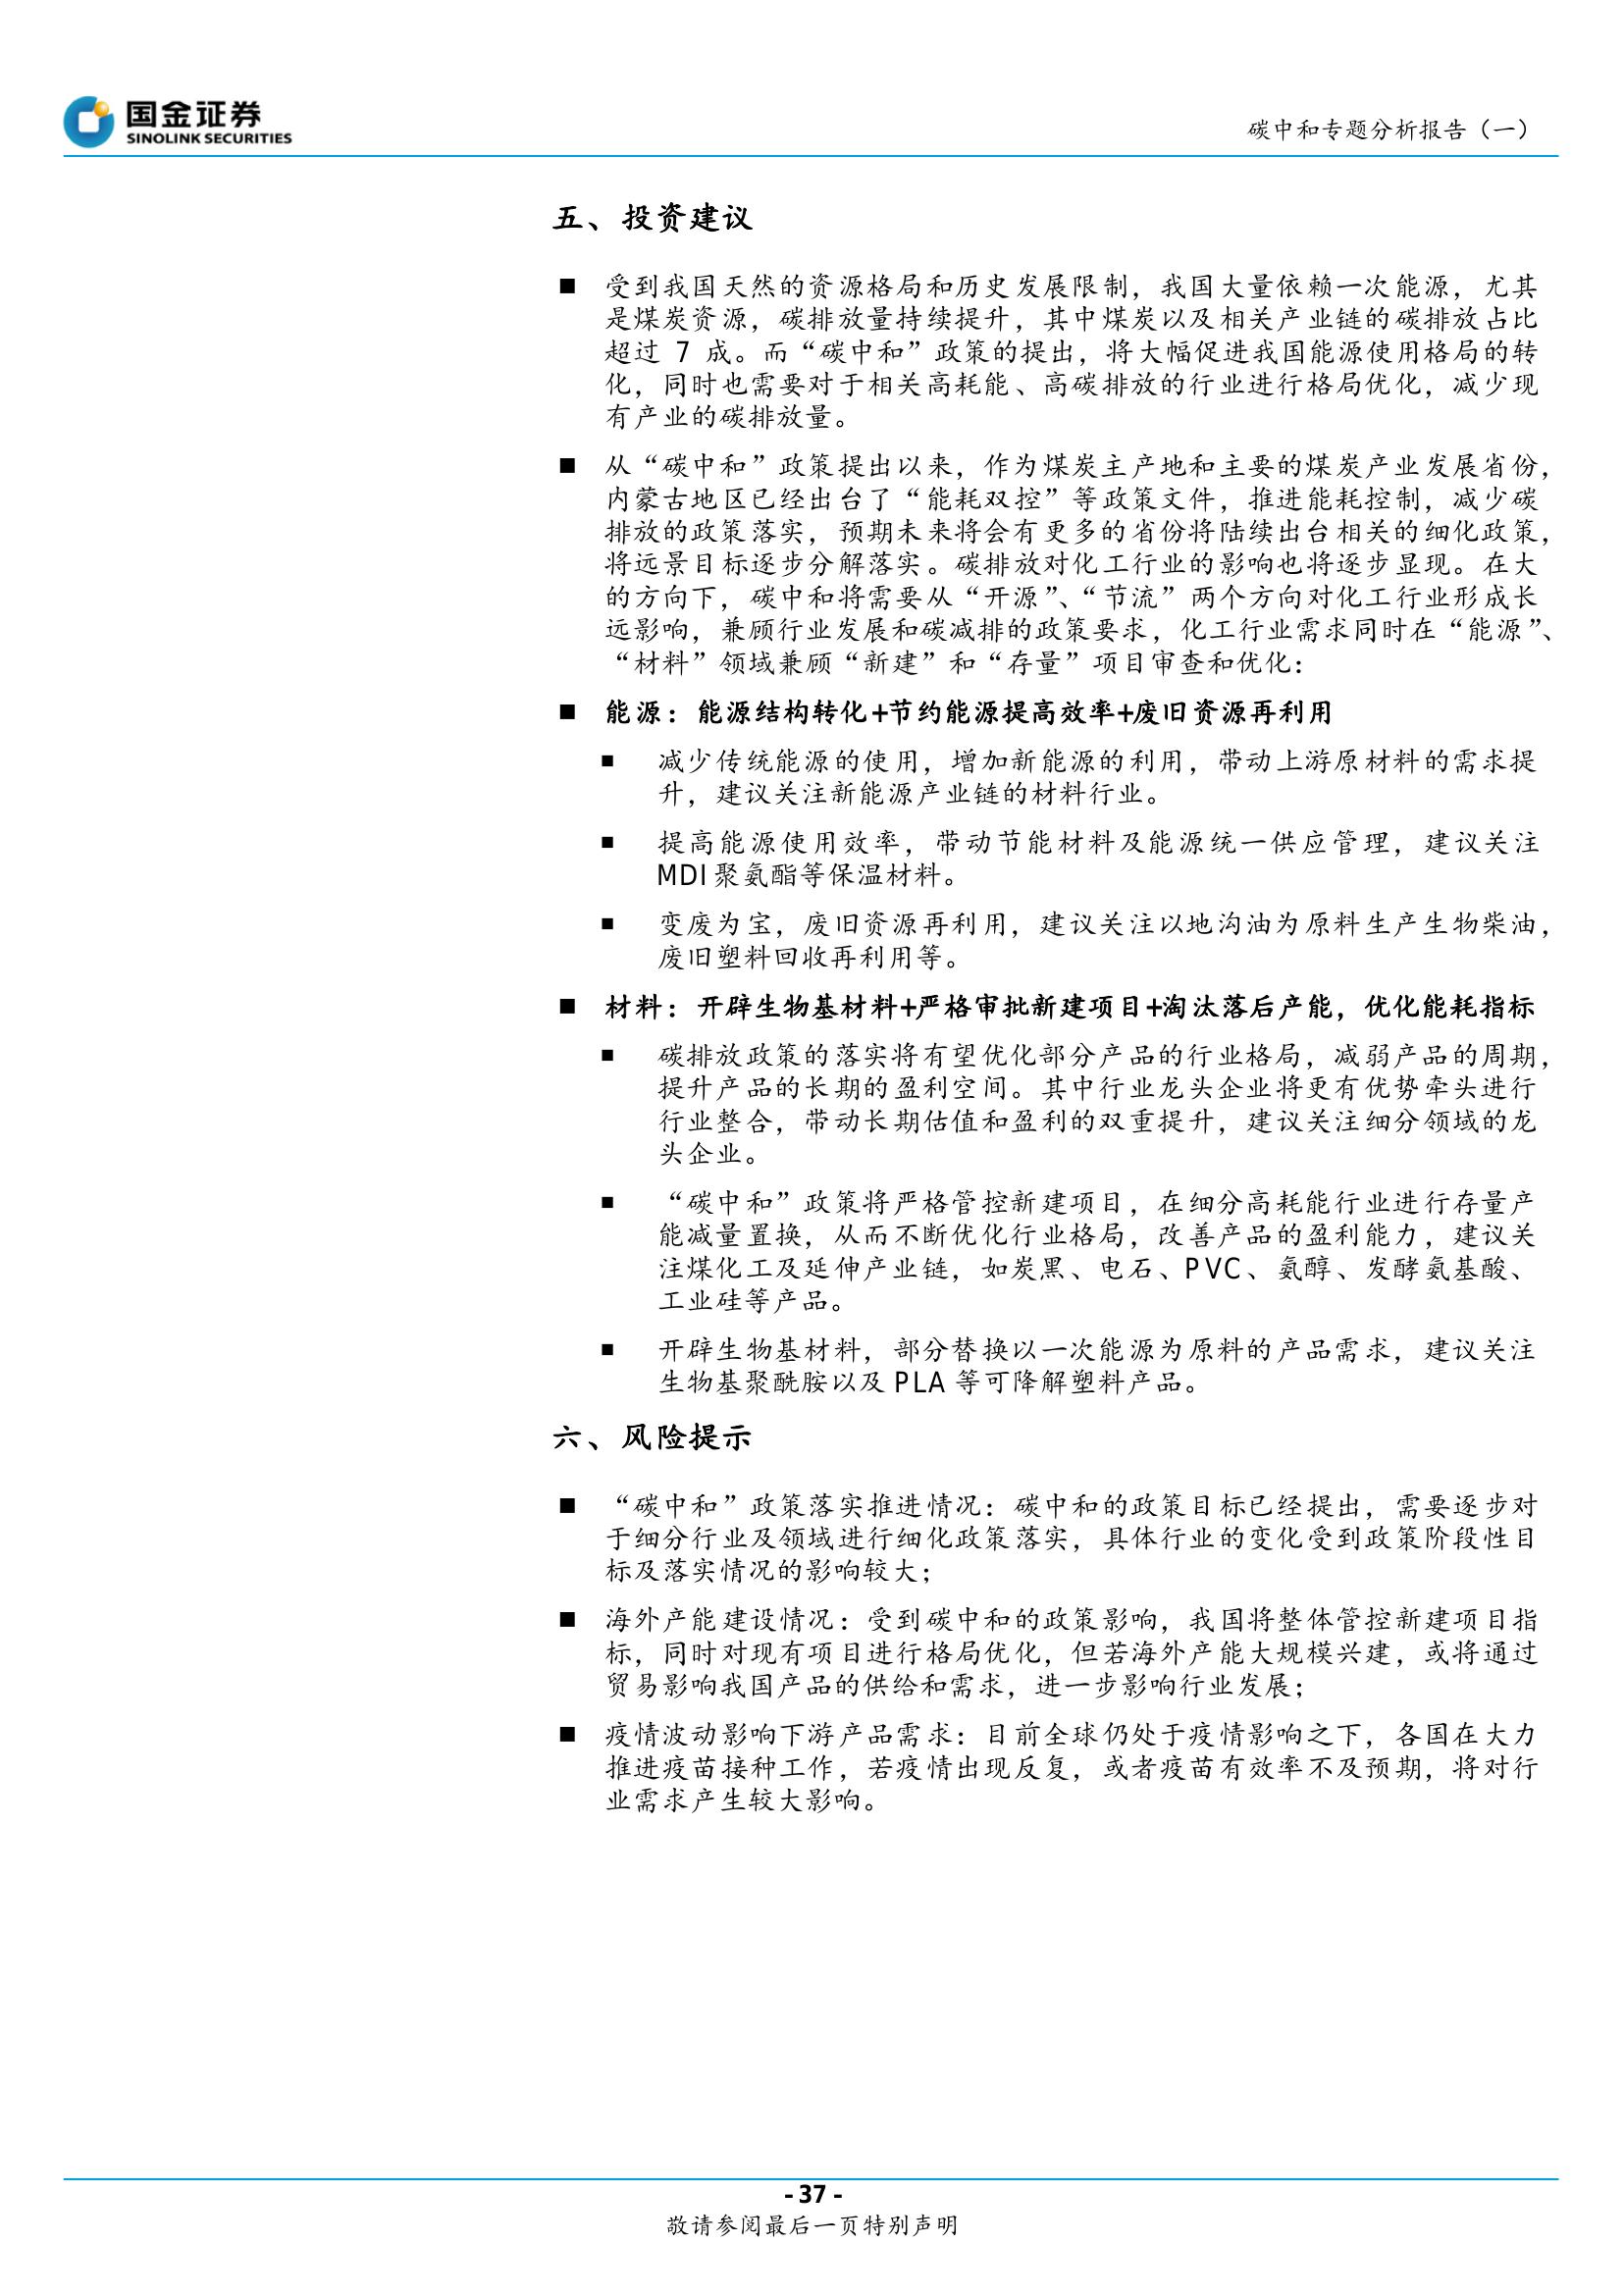 国金证券
SINOLINK SECURITIES
碳中和专题分析报告（一）
五、投资建议
■ 受到我国天然的资源格局和历史发展限制，我国大量依赖一次能源，尤其
是煤炭资源，碳排放量持续提升，其中煤炭以及相关产业链的碳排放占比
超过 7 成。而“碳中和”政策的提出，将大幅促进我国能源使用格局的转
化，同时也需要对于相关高耗能、高碳排放的行业进行格局优化，减少现
有产业的碳排放量。
■ 从“碳中和”政策提出以来，作为煤炭主产地和主要的煤炭产业发展省份，
内蒙古地区已经出台了“能耗双控”等政策文件，推进能耗控制，减少碳
排放的政策落实，预期未来将会有更多的省份将陆续出台相关的细化政策，
将远景目标逐步分解落实。碳排放对化工行业的影响也将逐步显现。在大
的方向下，碳中和将需要从“开源”、“节流”两个方向对化工行业形成长
远影响，兼顾行业发展和碳减排的政策要求，化工行业需求同时在“能源”、
“材料”领域兼顾“新建”和“存量”项目审查和优化：
■ 能源：能源结构转化+节约能源提高效率+废旧资源再利用
■ 减少传统能源的使用，增加新能源的利用，带动上游原材料的需求提
升，建议关注新能源产业链的材料行业。
■ 提高能源使用效率，带动节能材料及能源统一供应管理，建议关注
MDI 聚氨酯等保温材料。
■ 变废为宝，废旧资源再利用，建议关注以地沟油为原料生产生物柴油，
废旧塑料回收再利用等。
■ 材料：开辟生物基材料+严格审批新建项目+淘汰落后产能，优化能耗指标
■ 碳排放政策的落实将有望优化部分产品的行业格局，减弱产品的周期，
提升产品的长期的盈利空间。其中行业龙头企业将更有优势牵头进行
行业整合，带动长期估值和盈利的双重提升，建议关注细分领域的龙
头企业。
■ “碳中和”政策将严格管控新建项目，在细分高耗能行业进行存量产
能减量置换，从而不断优化行业格局，改善产品的盈利能力，建议关
注煤化工及延伸产业链，如炭黑、电石、PVC、氨醇、发酵氨基酸、
工业硅等产品。
■ 开辟生物基材料，部分替换以一次能源为原料的产品需求，建议关注
生物基聚酰胺以及 PLA 等可降解塑料产品。
六、风险提示
■ “碳中和”政策落实推进情况：碳中和的政策目标已经提出，需要逐步对
于细分行业及领域进行细化政策落实，具体行业的变化受到政策阶段性目
标及落实情况的影响较大；
■ 海外产能建设情况：受到碳中和的政策影响，我国将整体管控新建项目指
标，同时对现有项目进行格局优化，但若海外产能大规模兴建，或将通过
贸易影响我国产品的供给和需求，进一步影响行业发展；
■ 疫情波动影响下游产品需求：目前全球仍处于疫情影响之下，各国在大力
推进疫苗接种工作，若疫情出现反复，或者疫苗有效率不及预期，将对行
业需求产生较大影响。
- 37 -
敬请参阅最后一页特别声明